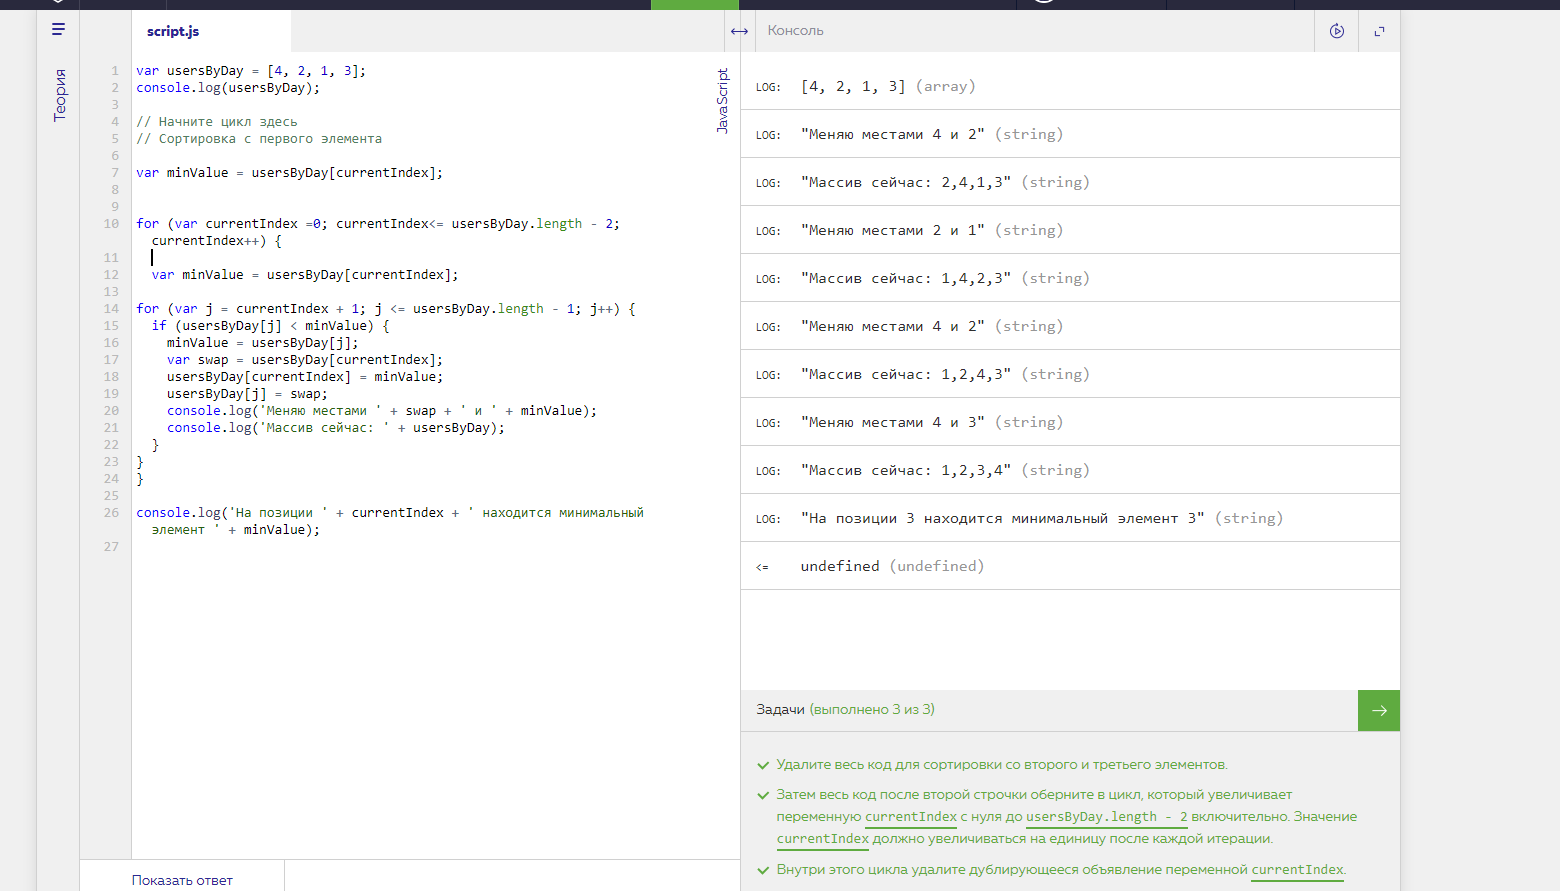 script.js
Консоль
Теория
JavaScript
1 var usersByDay = [4, 2, 1, 3];
2 console.log(usersByDay);
3
4 // Начните цикл здесь
5 // Сортировка с первого элемента
6
7 var minValue = usersByDay[currentIndex];
8
9
10 for (var currentIndex =0; currentIndex<= usersByDay.length - 2;
currentIndex++) {
11
12 var minValue = usersByDay[currentIndex];
13
14 for (var j = currentIndex + 1; j <= usersByDay.length - 1; j++) {
15 if (usersByDay[j] < minValue) {
16 minValue = usersByDay[j];
17 var swap = usersByDay[currentIndex];
18 usersByDay[currentIndex] = minValue;
19 usersByDay[j] = swap;
20 console.log('Меняю местами ' + swap + ' и ' + minValue);
21 console.log('Массив сейчас: ' + usersByDay);
22 }
23 }
24 }
25
26 console.log('На позиции ' + currentIndex + ' находится минимальный
элемент ' + minValue);
27
Показать ответ
LOG: [4, 2, 1, 3] (array)
LOG: "Меняю местами 4 и 2" (string)
LOG: "Массив сейчас: 2,4,1,3" (string)
LOG: "Меняю местами 2 и 1" (string)
LOG: "Массив сейчас: 1,4,2,3" (string)
LOG: "Меняю местами 4 и 2" (string)
LOG: "Массив сейчас: 1,2,4,3" (string)
LOG: "Меняю местами 4 и 3" (string)
LOG: "Массив сейчас: 1,2,3,4" (string)
LOG: "На позиции 3 находится минимальный элемент 3" (string)
<= undefined (undefined)
Задачи (выполнено 3 из 3)
Удалите весь код для сортировки со второго и третьего элементов.
Затем весь код после второй строчки оберните в цикл, который увеличивает
переменную currentIndex с нуля до usersByDay.length - 2 включительно. Значение
currentIndex должно увеличиваться на единицу после каждой итерации.
Внутри этого цикла удалите дублирующееся объявление переменной currentIndex.